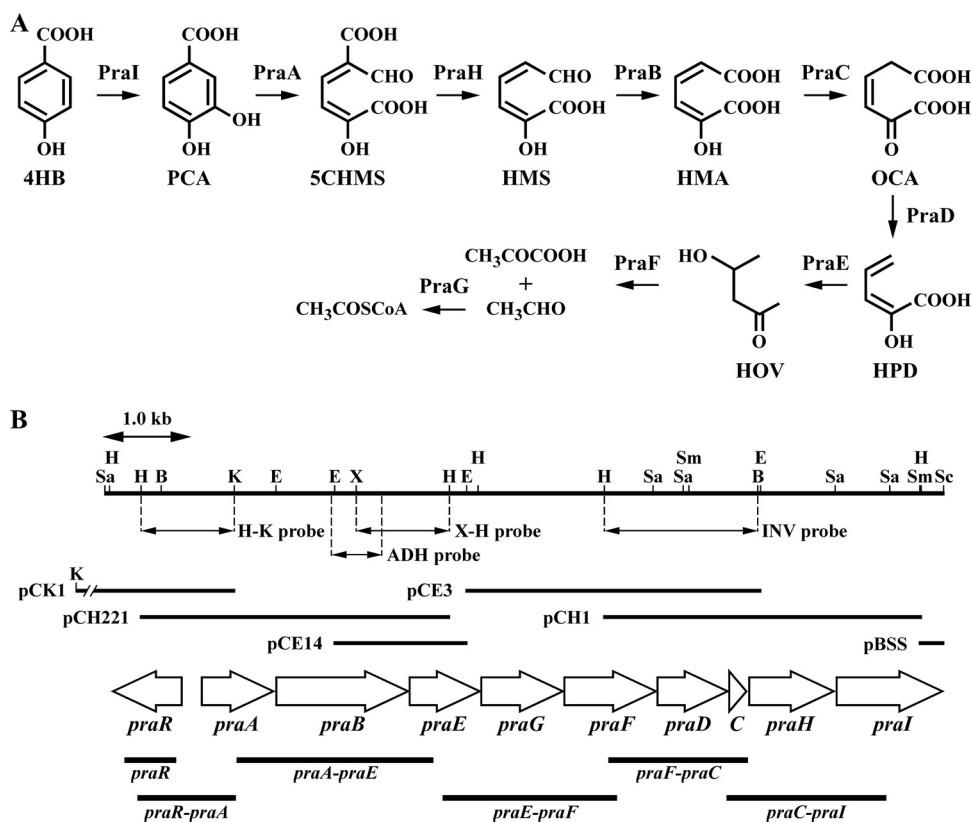 A
COOH
OH
4HB
PraI
COOH
OH
OH
PCA
PraA
COOH
CHO
COOH
OH
5CHMS
PraH
CHO
COOH
OH
HMS
PraB
COOH
COOH
OH
HMA
PraC
COOH
COOH
O
OCA
PraD
COOH
OH
HPD
PraE
HO
O
HOV
PraF
CH₃COCOOH
+
CH₃CHO
PraG
CH₃COSCoA
B
1.0 kb
H Sm E H
Sa H B K E E X H E H H Sa Sa B Sa Sa Sm Sc
H-K probe
X-H probe
INV probe
ADH probe
K
pCK1
pCE3
pCH221
pCH1
pCE14
pBSS
praR praA praB praE praG praF praD C praH praI
praR
praA-praE
praF-praC
praR-praA
praE-praF
praC-praI